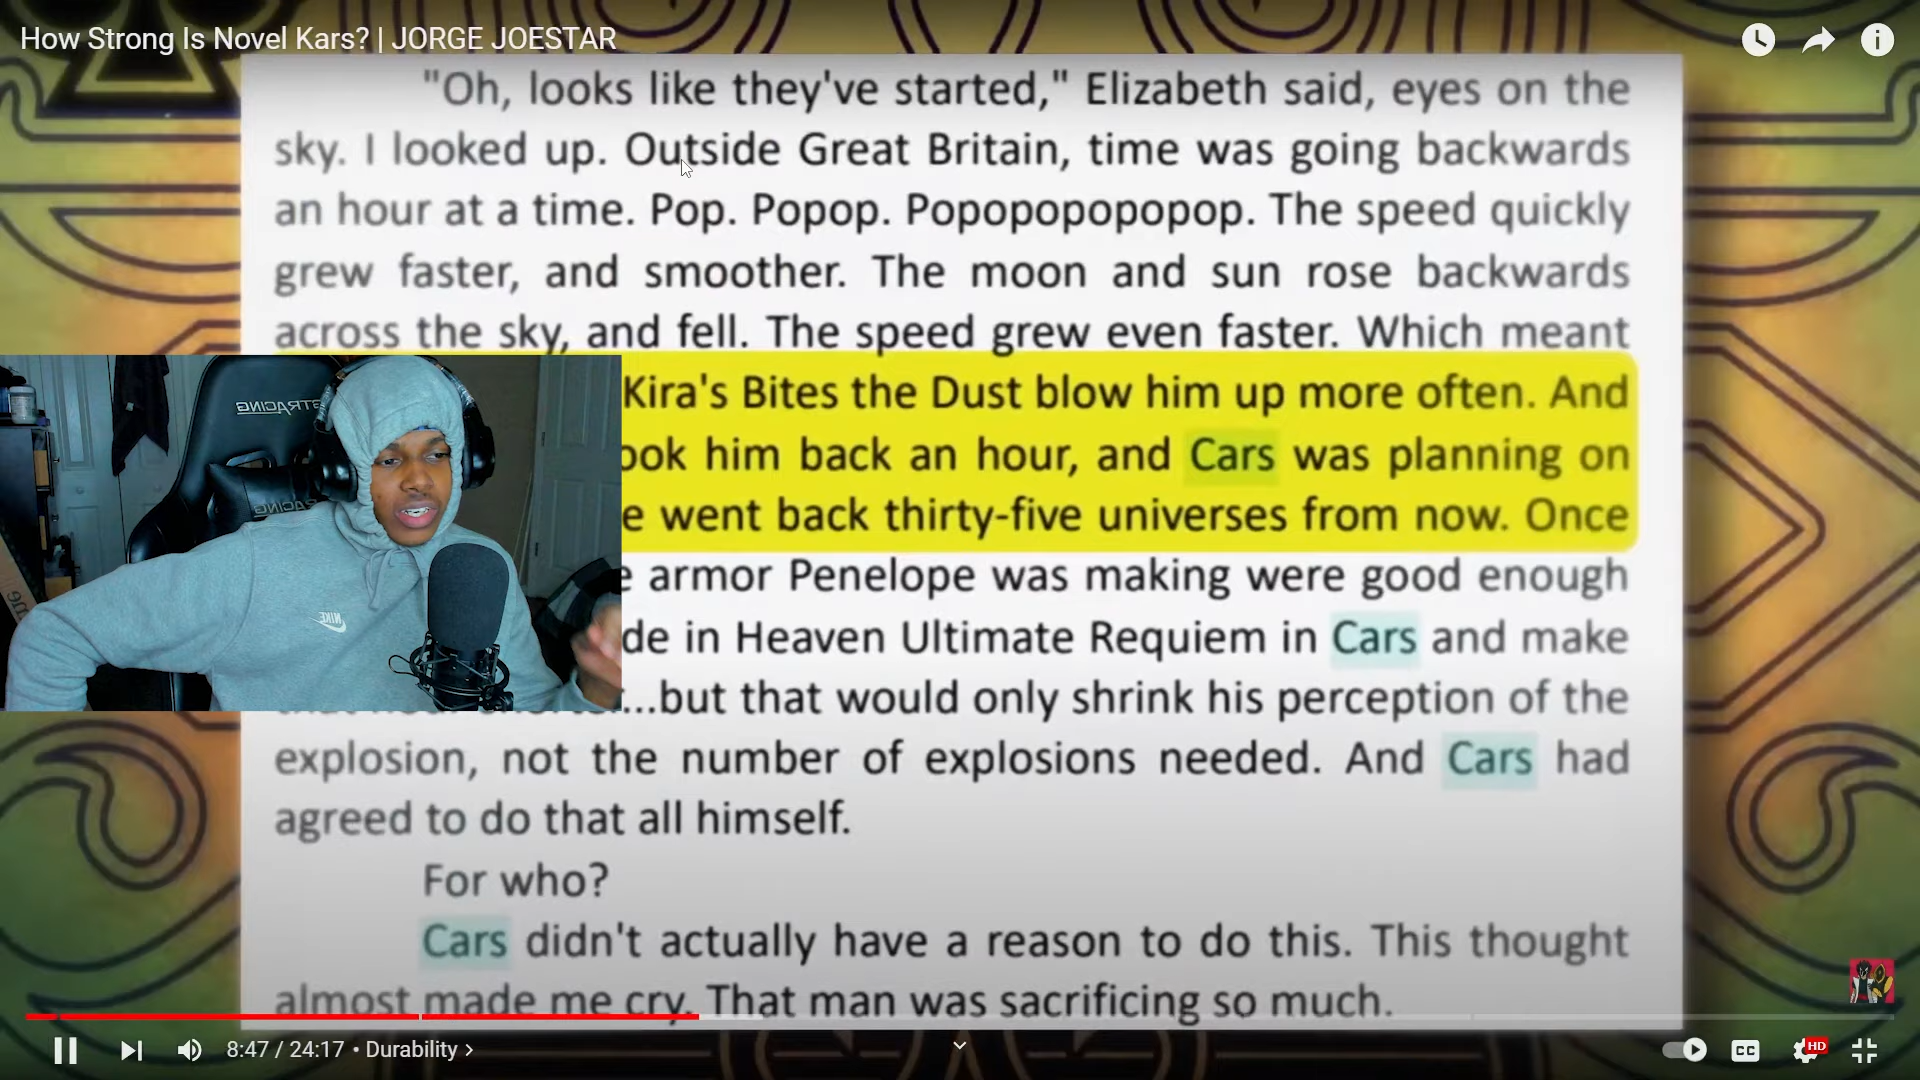 How Strong Is Novel Kars? | JORGE JOESTAR
"Oh, looks like they've started," Elizabeth said, eyes on the
sky. I looked up. Outside Great Britain, time was going backwards
an hour at a time. Pop. Popop. Popopopopopop. The speed quickly
grew faster, and smoother. The moon and sun rose backwards
across the sky, and fell. The speed grew even faster. Which meant
Kira's Bites the Dust blow him up more often. And
ook him back an hour, and Cars was planning on
e went back thirty-five universes from now. Once
e armor Penelope was making were good enough
de in Heaven Ultimate Requiem in Cars and make
...but that would only shrink his perception of the
explosion, not the number of explosions needed. And Cars had
agreed to do that all himself.
For who?
Cars didn't actually have a reason to do this. This thought
almost made me cry. That man was sacrificing so much.
GTRACING
NIKE
8:47 / 24:17 • Durability >
CC
HD